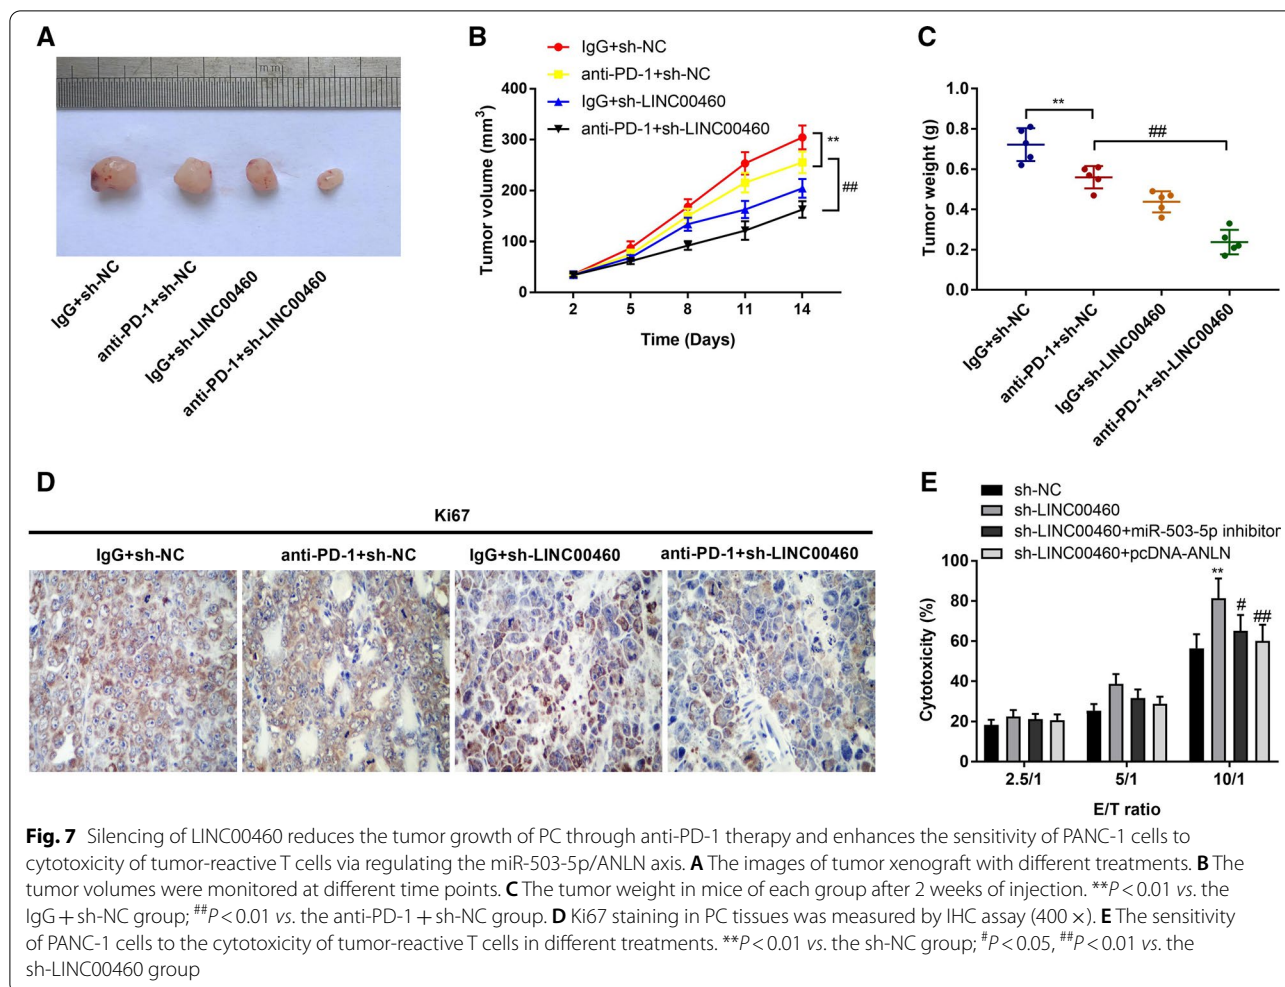 A
mm
IgG+sh-NC
anti-PD-1+sh-NC
IgG+sh-LINC00460
anti-PD-1+sh-LINC00460
B
IgG+sh-NC
anti-PD-1+sh-NC
IgG+sh-LINC00460
anti-PD-1+sh-LINC00460
Tumor volume (mm³)
400
300
200
100
0
**
##
2 5 8 11 14
Time (Days)
C
Tumor weight (g)
1.0
0.8
0.6
0.4
0.2
0.0
**
##
IgG+sh-NC
anti-PD-1+sh-NC
IgG+sh-LINC00460
anti-PD-1+sh-LINC00460
D
Ki67
IgG+sh-NC anti-PD-1+sh-NC IgG+sh-LINC00460 anti-PD-1+sh-LINC00460
E
sh-NC
sh-LINC00460
sh-LINC00460+miR-503-5p inhibitor
sh-LINC00460+pcDNA-ANLN
Cytotoxicity (%)
100
80
60
40
20
0
**
#
##
2.5/1 5/1 10/1
E/T ratio
Fig. 7 Silencing of LINC00460 reduces the tumor growth of PC through anti-PD-1 therapy and enhances the sensitivity of PANC-1 cells to
cytotoxicity of tumor-reactive T cells via regulating the miR-503-5p/ANLN axis. A The images of tumor xenograft with different treatments. B The
tumor volumes were monitored at different time points. C The tumor weight in mice of each group after 2 weeks of injection. **P < 0.01 vs. the
IgG + sh-NC group; ##P < 0.01 vs. the anti-PD-1 + sh-NC group. D Ki67 staining in PC tissues was measured by IHC assay (400 ×). E The sensitivity
of PANC-1 cells to the cytotoxicity of tumor-reactive T cells in different treatments. **P < 0.01 vs. the sh-NC group; #P < 0.05, ##P < 0.01 vs. the
sh-LINC00460 group